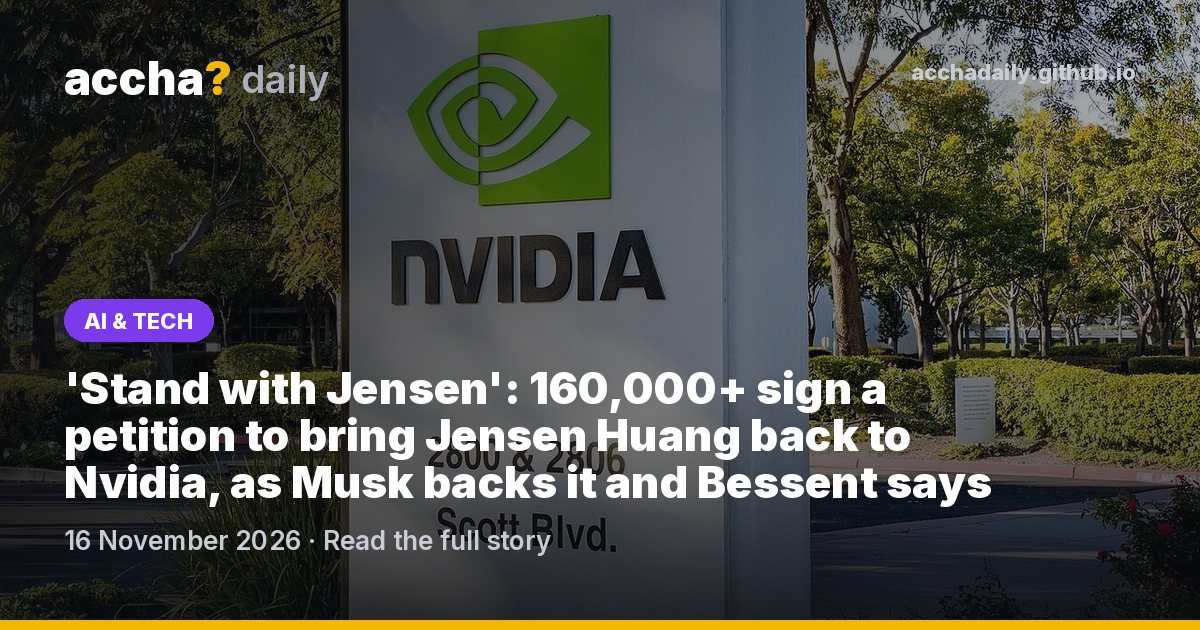 accha? daily
acchadaily.github.io
NVIDIA
AI & TECH
'Stand with Jensen': 160,000+ sign a
petition to bring Jensen Huang back to
Nvidia, as Musk backs it and Bessent says
2800 & 2806
Scott Blvd.
16 November 2026 · Read the full story